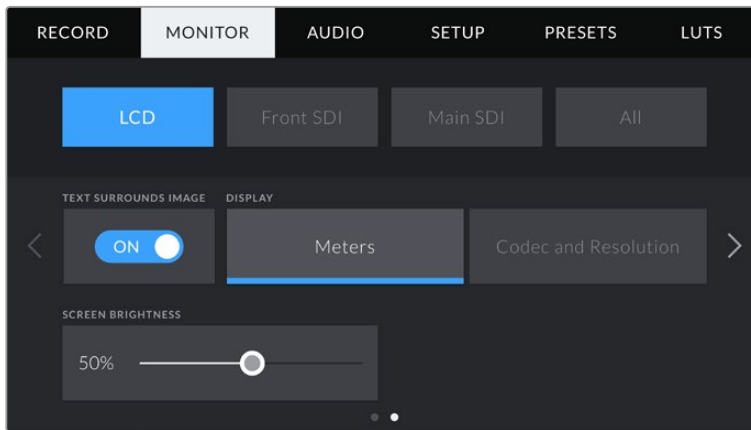 RECORD MONITOR AUDIO SETUP PRESETS LUTS
LCD Front SDI Main SDI All
TEXT SURROUNDS IMAGE DISPLAY
ON Meters Codec and Resolution
SCREEN BRIGHTNESS
50%